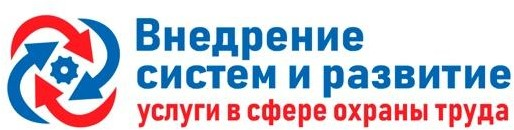 Внедрение
систем и развитие
услуги в сфере охраны труда